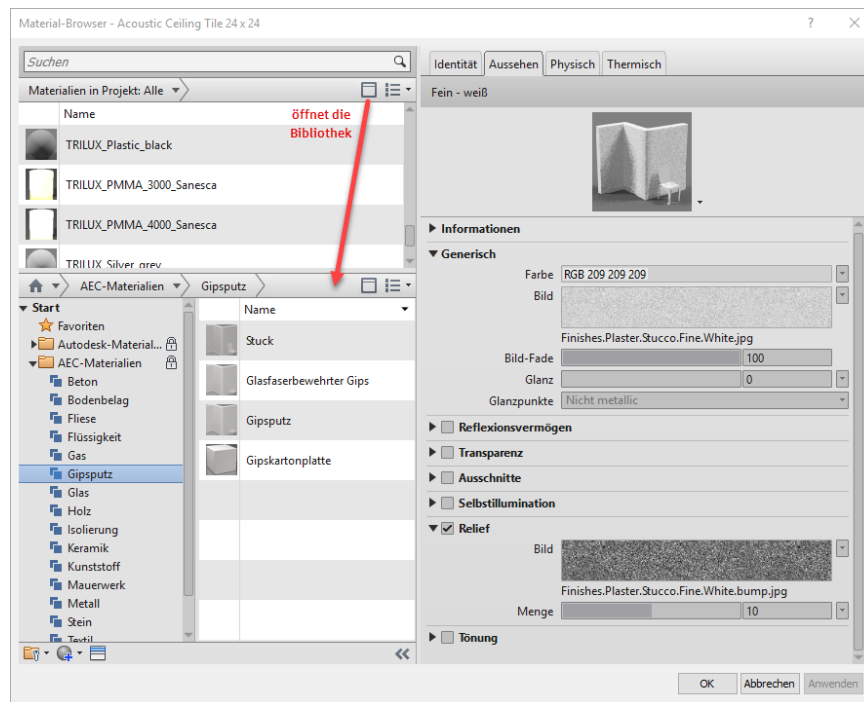 Material-Browser - Acoustic Ceiling Tile 24 x 24
Suchen
Materialien in Projekt: Alle
öffnet die
Bibliothek
Name
TRILUX_Plastic_black
TRILUX_PMMA_3000_Sanesca
TRILUX_PMMA_4000_Sanesca
TRILUX_Silver_grey
AEC-Materialien
Gipsputz
Start
Favoriten
Autodesk-Material...
AEC-Materialien
Beton
Bodenbelag
Fliese
Flüssigkeit
Gas
Gipsputz
Glas
Holz
Isolierung
Keramik
Kunststoff
Mauerwerk
Metall
Stein
Textil
Name
Stuck
Glasfaserbewehrter Gips
Gipsputz
Gipskartonplatte
Identität
Aussehen
Physisch
Thermisch
Fein - weiß
Informationen
Generisch
Farbe RGB 209 209 209
Bild
Finishes.Plaster.Stucco.Fine.White.jpg
Bild-Fade 100
Glanz 0
Glanzpunkte Nicht metallic
Reflexionsvermögen
Transparenz
Ausschnitte
Selbstillumination
Relief
Bild
Finishes.Plaster.Stucco.Fine.White.bump.jpg
Menge 10
Tönung
OK
Abbrechen
Anwenden